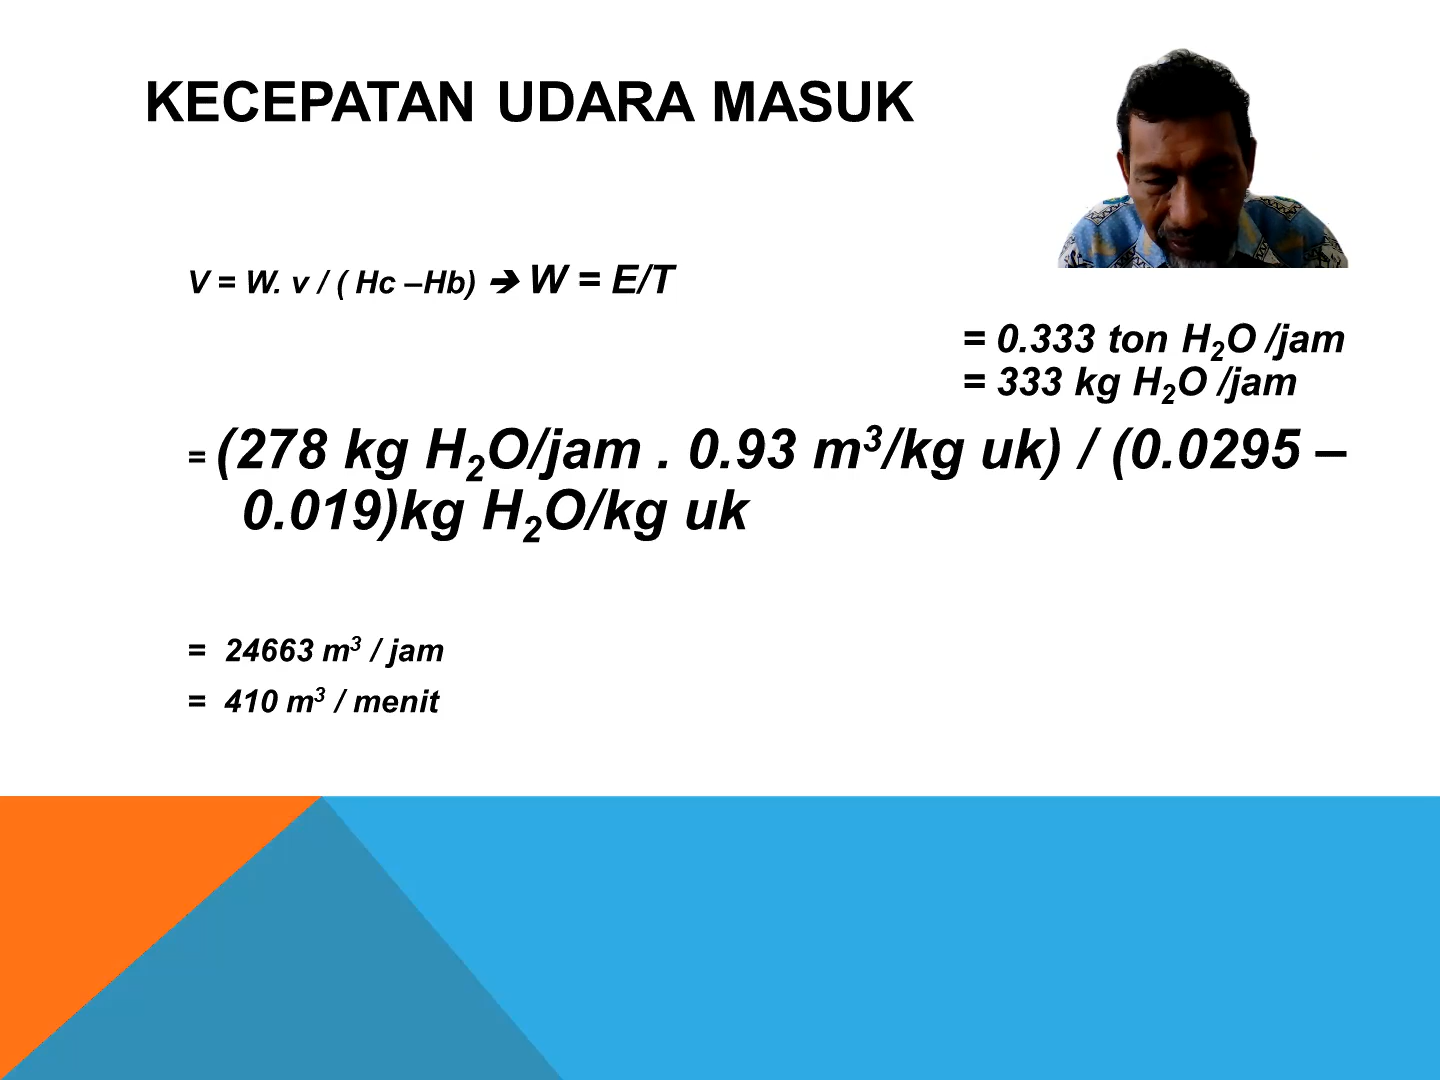 KECEPATAN UDARA MASUK
V = W. v / ( Hc –Hb) ➔ W = E/T
= 0.333 ton H₂O /jam
= 333 kg H₂O /jam
= (278 kg H₂O/jam . 0.93 m³/kg uk) / (0.0295 –
0.019)kg H₂O/kg uk
= 24663 m³ / jam
= 410 m³ / menit